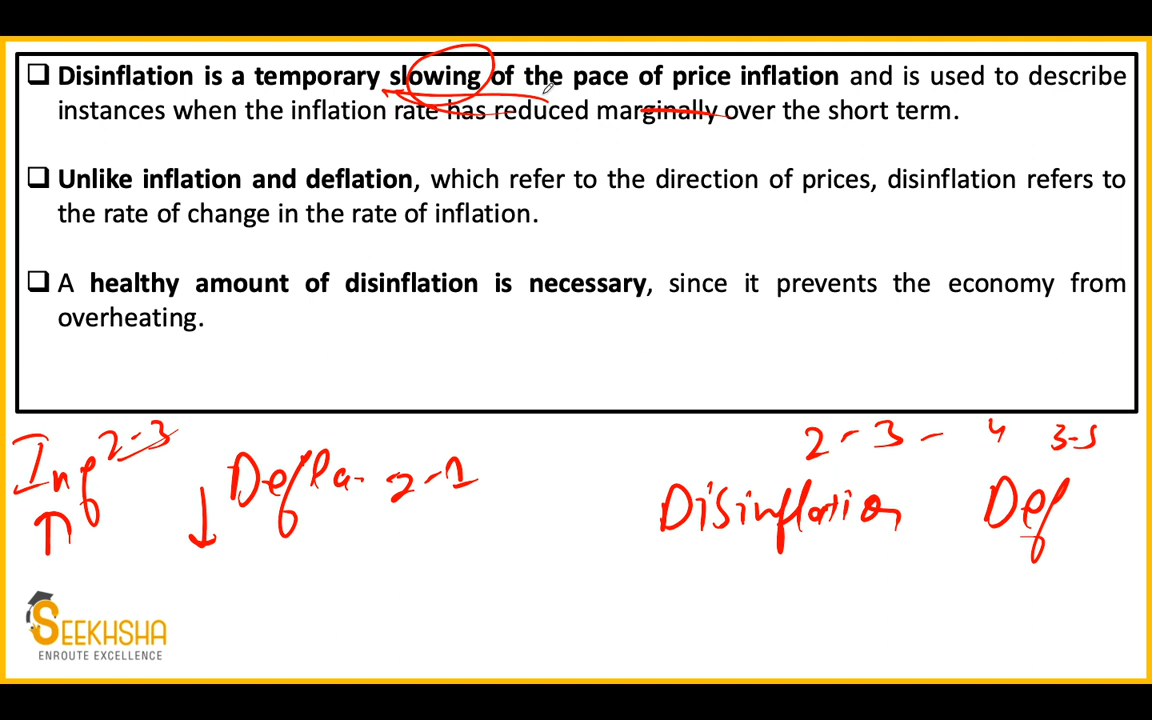 ❑ Disinflation is a temporary slowing of the pace of price inflation and is used to describe
instances when the inflation rate has reduced marginally over the short term.
❑ Unlike inflation and deflation, which refer to the direction of prices, disinflation refers to
the rate of change in the rate of inflation.
❑ A healthy amount of disinflation is necessary, since it prevents the economy from
overheating.
2-3 2-3- 4 3-5
Inf Defla- 2-1 Disinflation Def
SEEKHSHA
ENROUTE EXCELLENCE